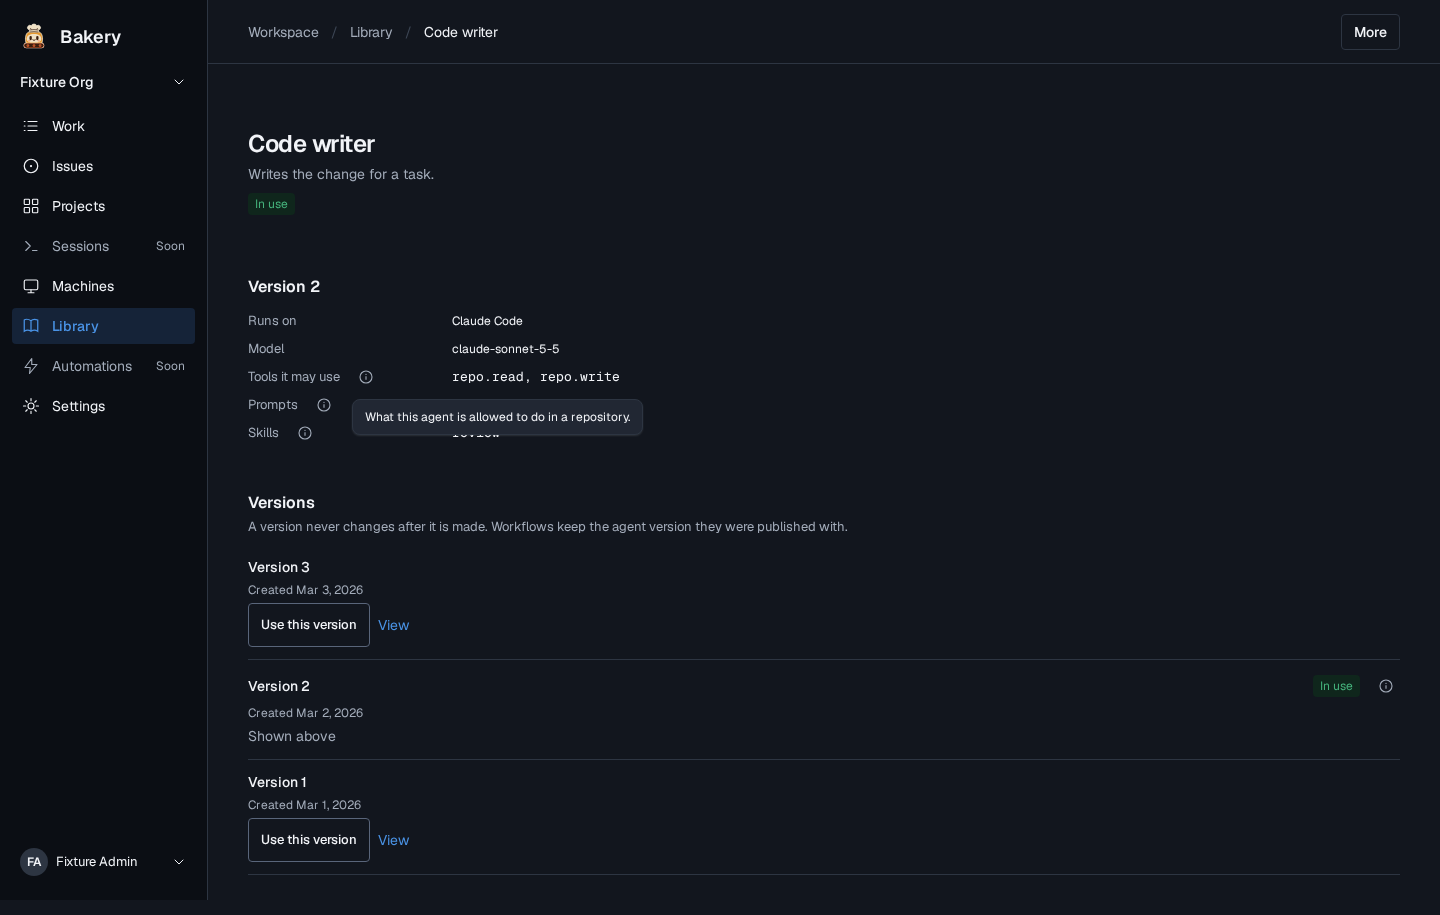 Bakery
Fixture Org
Work
Issues
Projects
Sessions Soon
Machines
Library
Automations Soon
Settings
FA Fixture Admin
Workspace / Library / Code writer
More
Code writer
Writes the change for a task.
In use
Version 2
Runs on Claude Code
Model claude-sonnet-5-5
Tools it may use repo.read, repo.write
Prompts
What this agent is allowed to do in a repository.
Skills
Versions
A version never changes after it is made. Workflows keep the agent version they were published with.
Version 3
Created Mar 3, 2026
Use this version View
Version 2 In use
Created Mar 2, 2026
Shown above
Version 1
Created Mar 1, 2026
Use this version View